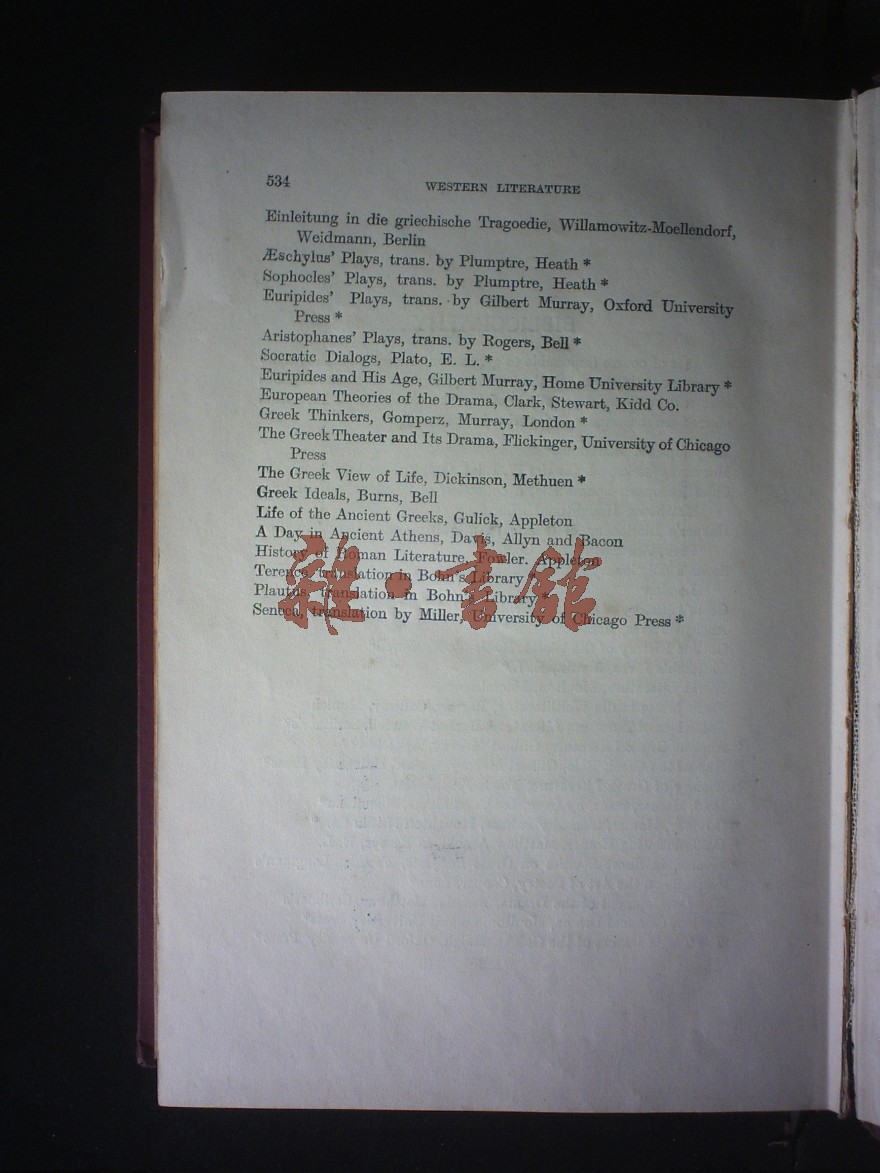 534
WESTERN LITERATURE
Einleitung in die griechische Tragoedie, Willamowitz-Moellendorf,
Weidmann, Berlin
Æschylus' Plays, trans. by Plumptre, Heath *
Sophocles' Plays, trans. by Plumptre, Heath *
Euripides' Plays, trans. by Gilbert Murray, Oxford University
Press *
Aristophanes' Plays, trans. by Rogers, Bell *
Socratic Dialogs, Plato, E. L. *
Euripides and His Age, Gilbert Murray, Home University Library *
European Theories of the Drama, Clark, Stewart, Kidd Co.
Greek Thinkers, Gomperz, Murray, London *
The Greek Theater and Its Drama, Flickinger, University of Chicago
Press
The Greek View of Life, Dickinson, Methuen *
Greek Ideals, Burns, Bell
Life of the Ancient Greeks, Gulick, Appleton
A Day in Ancient Athens, Davis, Allyn and Bacon
History of Roman Literature, Fowler. Appleton
Terence, translation in Bohn's Library
Plautus, translation in Bohn's Library *
Seneca, translation by Miller, University of Chicago Press *
雜·書館